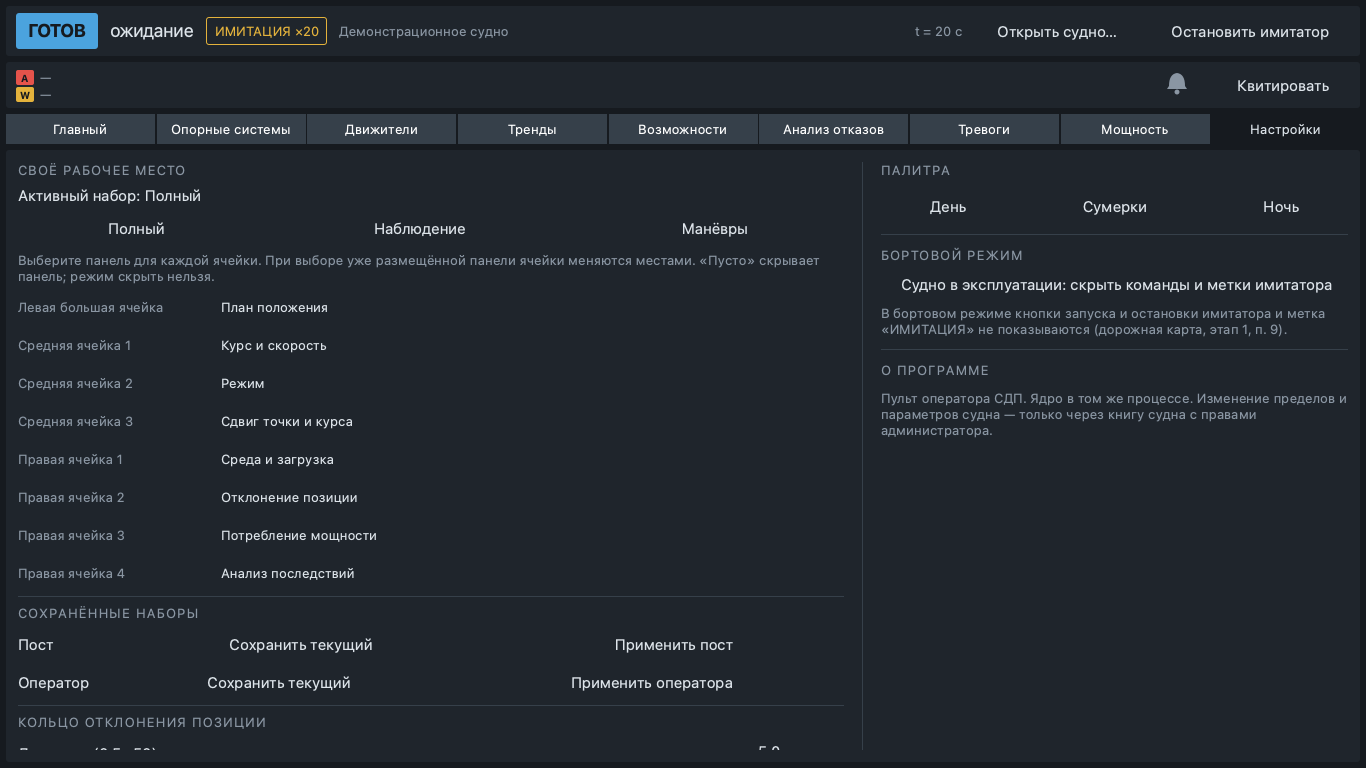 ГОТОВ ожидание ИМИТАЦИЯ ×20 Демонстрационное судно t = 20 с Открыть судно... Остановить имитатор
A —
W —
Квитировать
Главный Опорные системы Движители Тренды Возможности Анализ отказов Тревоги Мощность Настройки
СВОЁ РАБОЧЕЕ МЕСТО
Активный набор: Полный
Полный Наблюдение Манёвры
Выберите панель для каждой ячейки. При выборе уже размещённой панели ячейки меняются местами. «Пусто» скрывает
панель; режим скрыть нельзя.
Левая большая ячейка План положения
Средняя ячейка 1 Курс и скорость
Средняя ячейка 2 Режим
Средняя ячейка 3 Сдвиг точки и курса
Правая ячейка 1 Среда и загрузка
Правая ячейка 2 Отклонение позиции
Правая ячейка 3 Потребление мощности
Правая ячейка 4 Анализ последствий
СОХРАНЁННЫЕ НАБОРЫ
Пост Сохранить текущий Применить пост
Оператор Сохранить текущий Применить оператора
КОЛЬЦО ОТКЛОНЕНИЯ ПОЗИЦИИ
ПАЛИТРА
День Сумерки Ночь
БОРТОВОЙ РЕЖИМ
Судно в эксплуатации: скрыть команды и метки имитатора
В бортовом режиме кнопки запуска и остановки имитатора и метка
«ИМИТАЦИЯ» не показываются (дорожная карта, этап 1, п. 9).
О ПРОГРАММЕ
Пульт оператора СДП. Ядро в том же процессе. Изменение пределов и
параметров судна — только через книгу судна с правами
администратора.